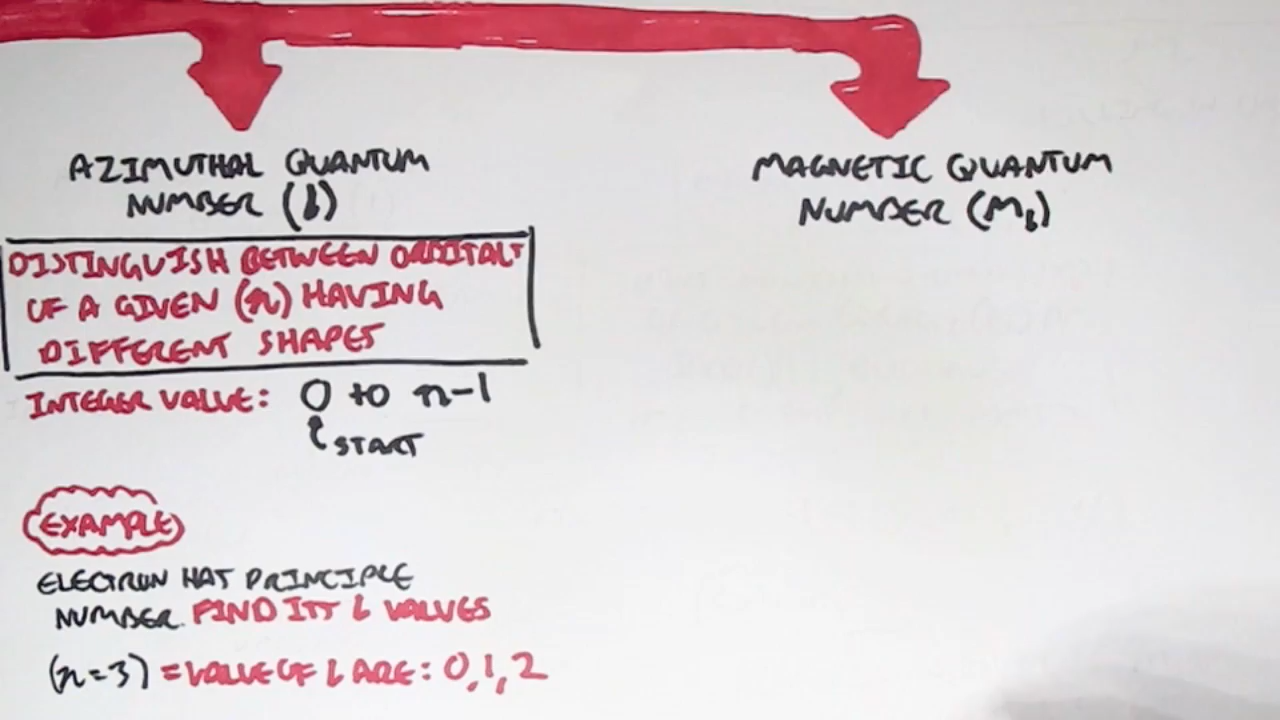 AZIMUTHAL QUANTUM
NUMBER (l)
DISTINGUISH BETWEEN ORBITALS
OF A GIVEN (n) HAVING
DIFFERENT SHAPES
INTEGER VALUE: 0 to n-1
START
EXAMPLE
ELECTRON HAS PRINCIPLE
NUMBER. FIND ITS L VALUES
(n=3) = VALUE OF L ARE: 0,1,2
MAGNETIC QUANTUM
NUMBER (Ml)